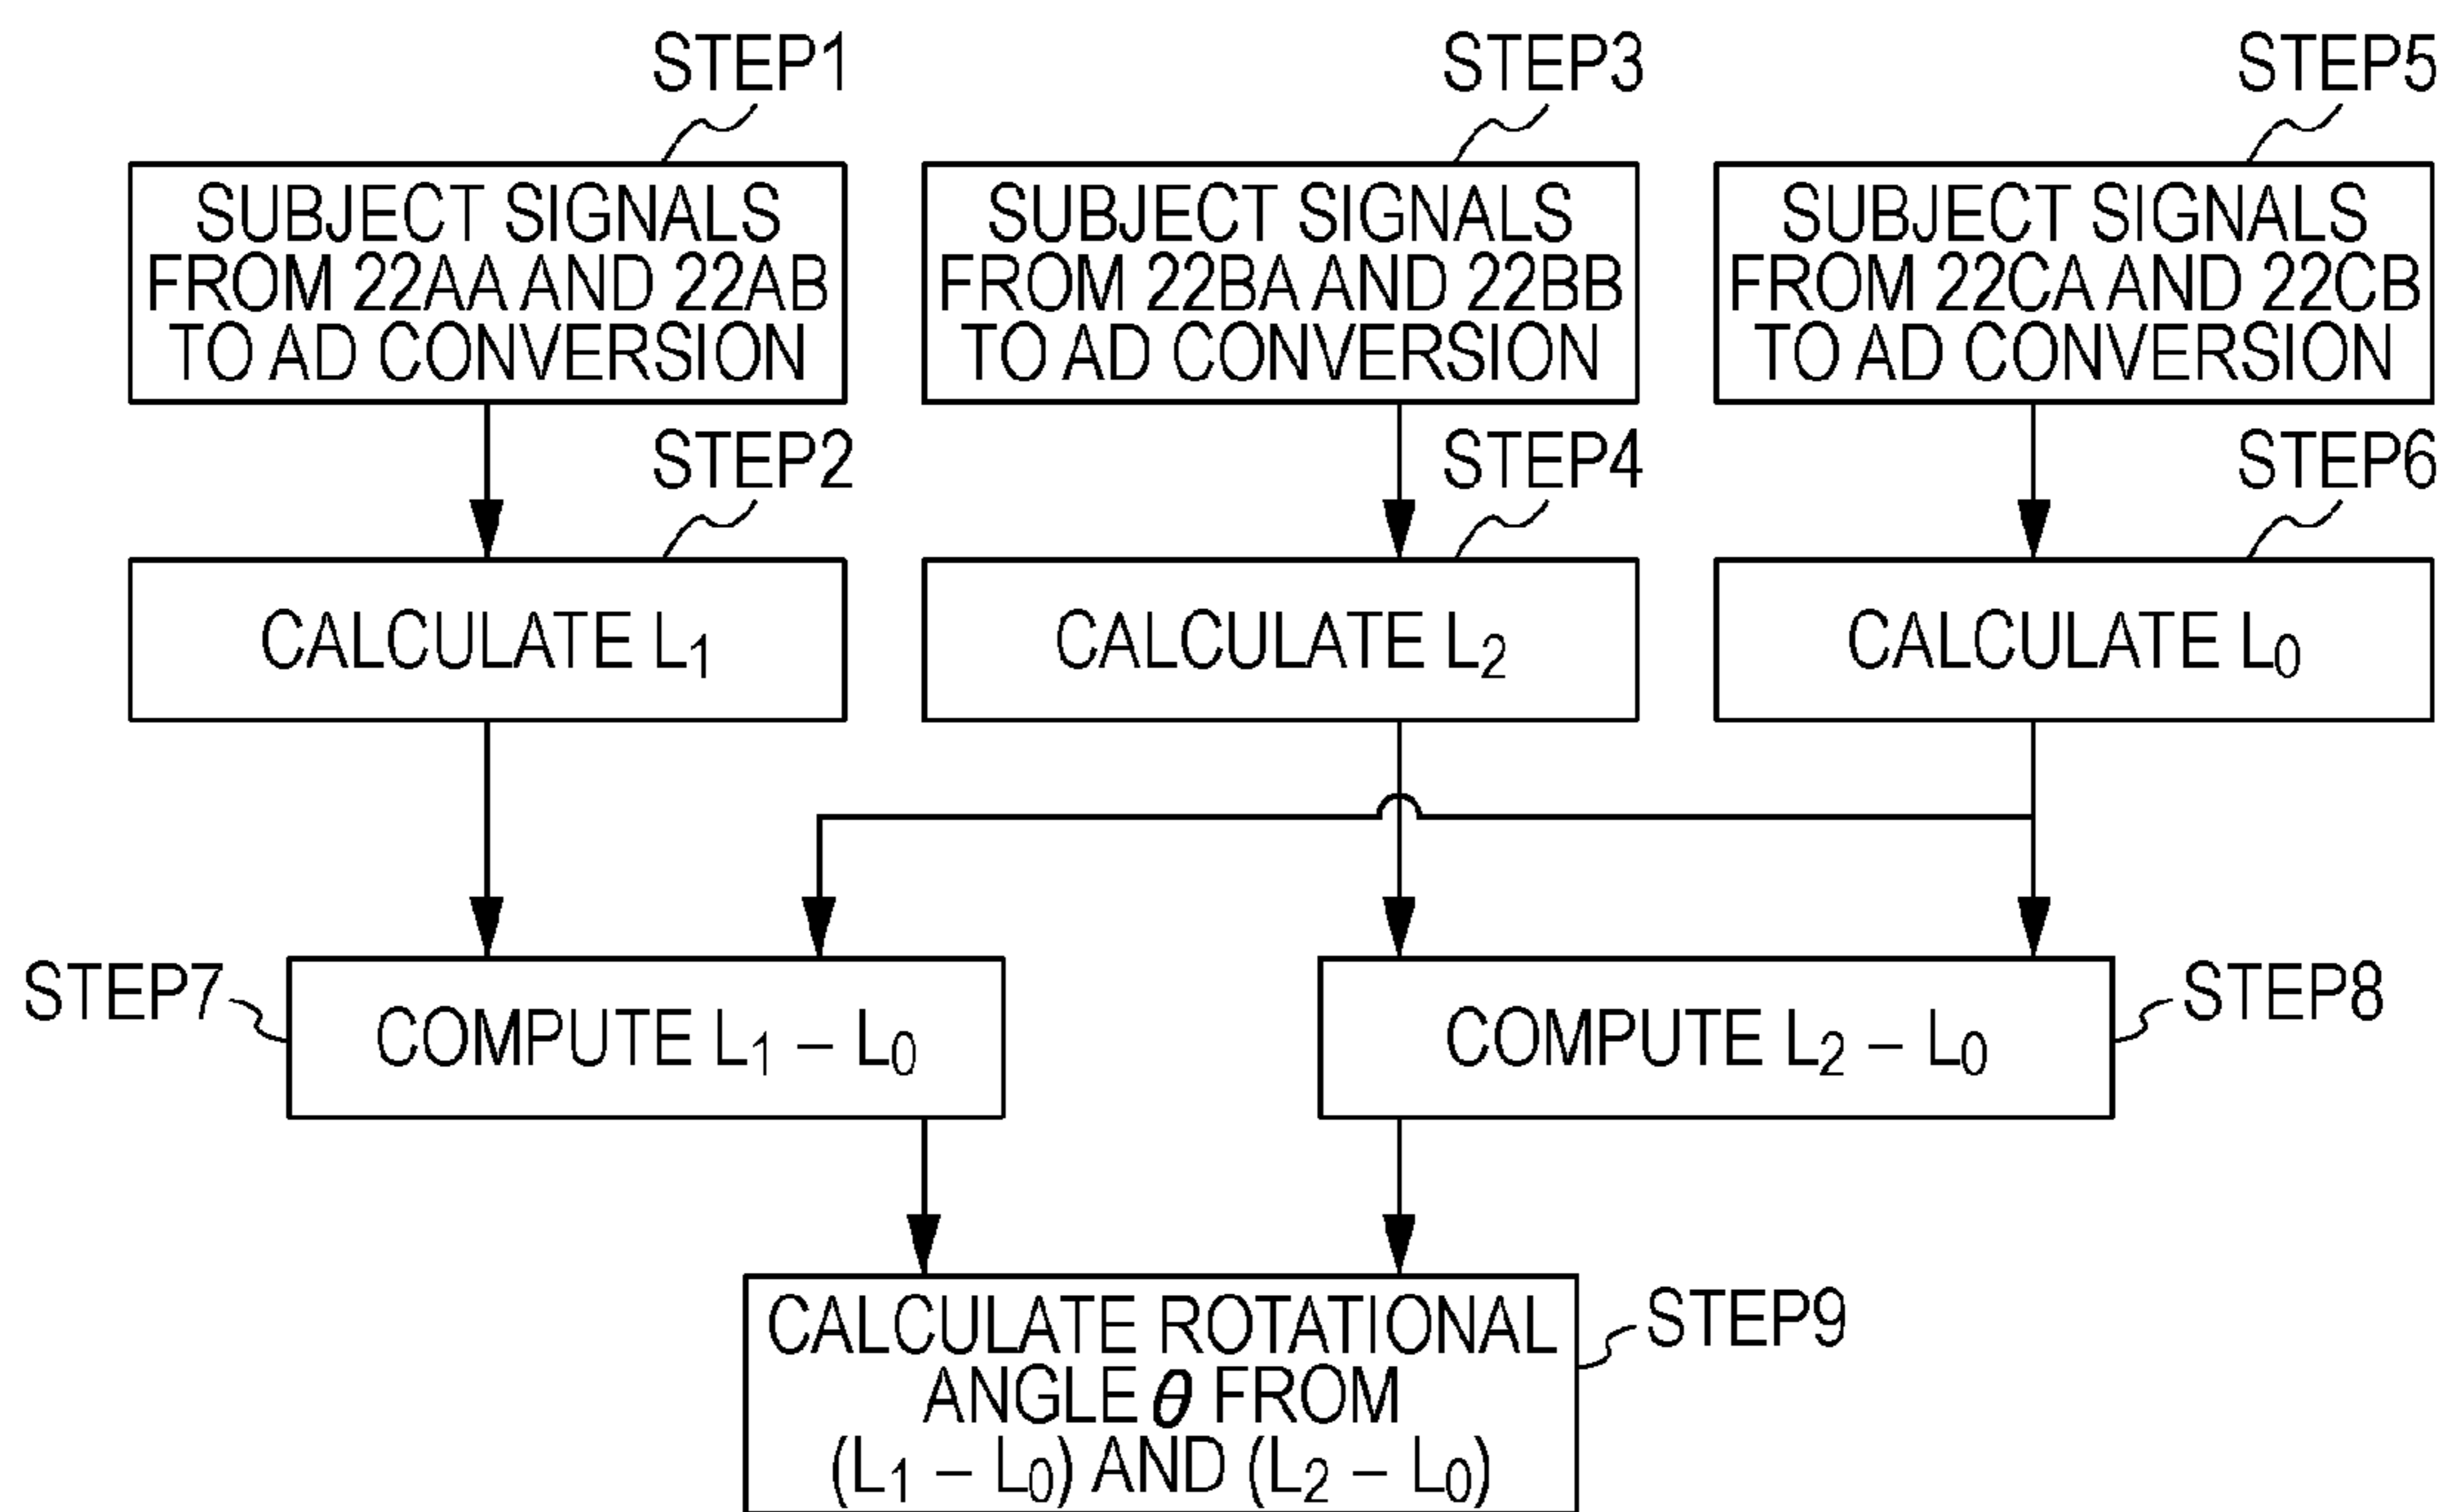 STEP1
SUBJECT SIGNALS
FROM 22AA AND 22AB
TO AD CONVERSION
STEP3
SUBJECT SIGNALS
FROM 22BA AND 22BB
TO AD CONVERSION
STEP5
SUBJECT SIGNALS
FROM 22CA AND 22CB
TO AD CONVERSION
STEP2
CALCULATE L₁
STEP4
CALCULATE L₂
STEP6
CALCULATE L₀
STEP7
COMPUTE L₁ – L₀
COMPUTE L₂ – L₀
STEP8
CALCULATE ROTATIONAL
ANGLE θ FROM
(L₁ – L₀) AND (L₂ – L₀)
STEP9